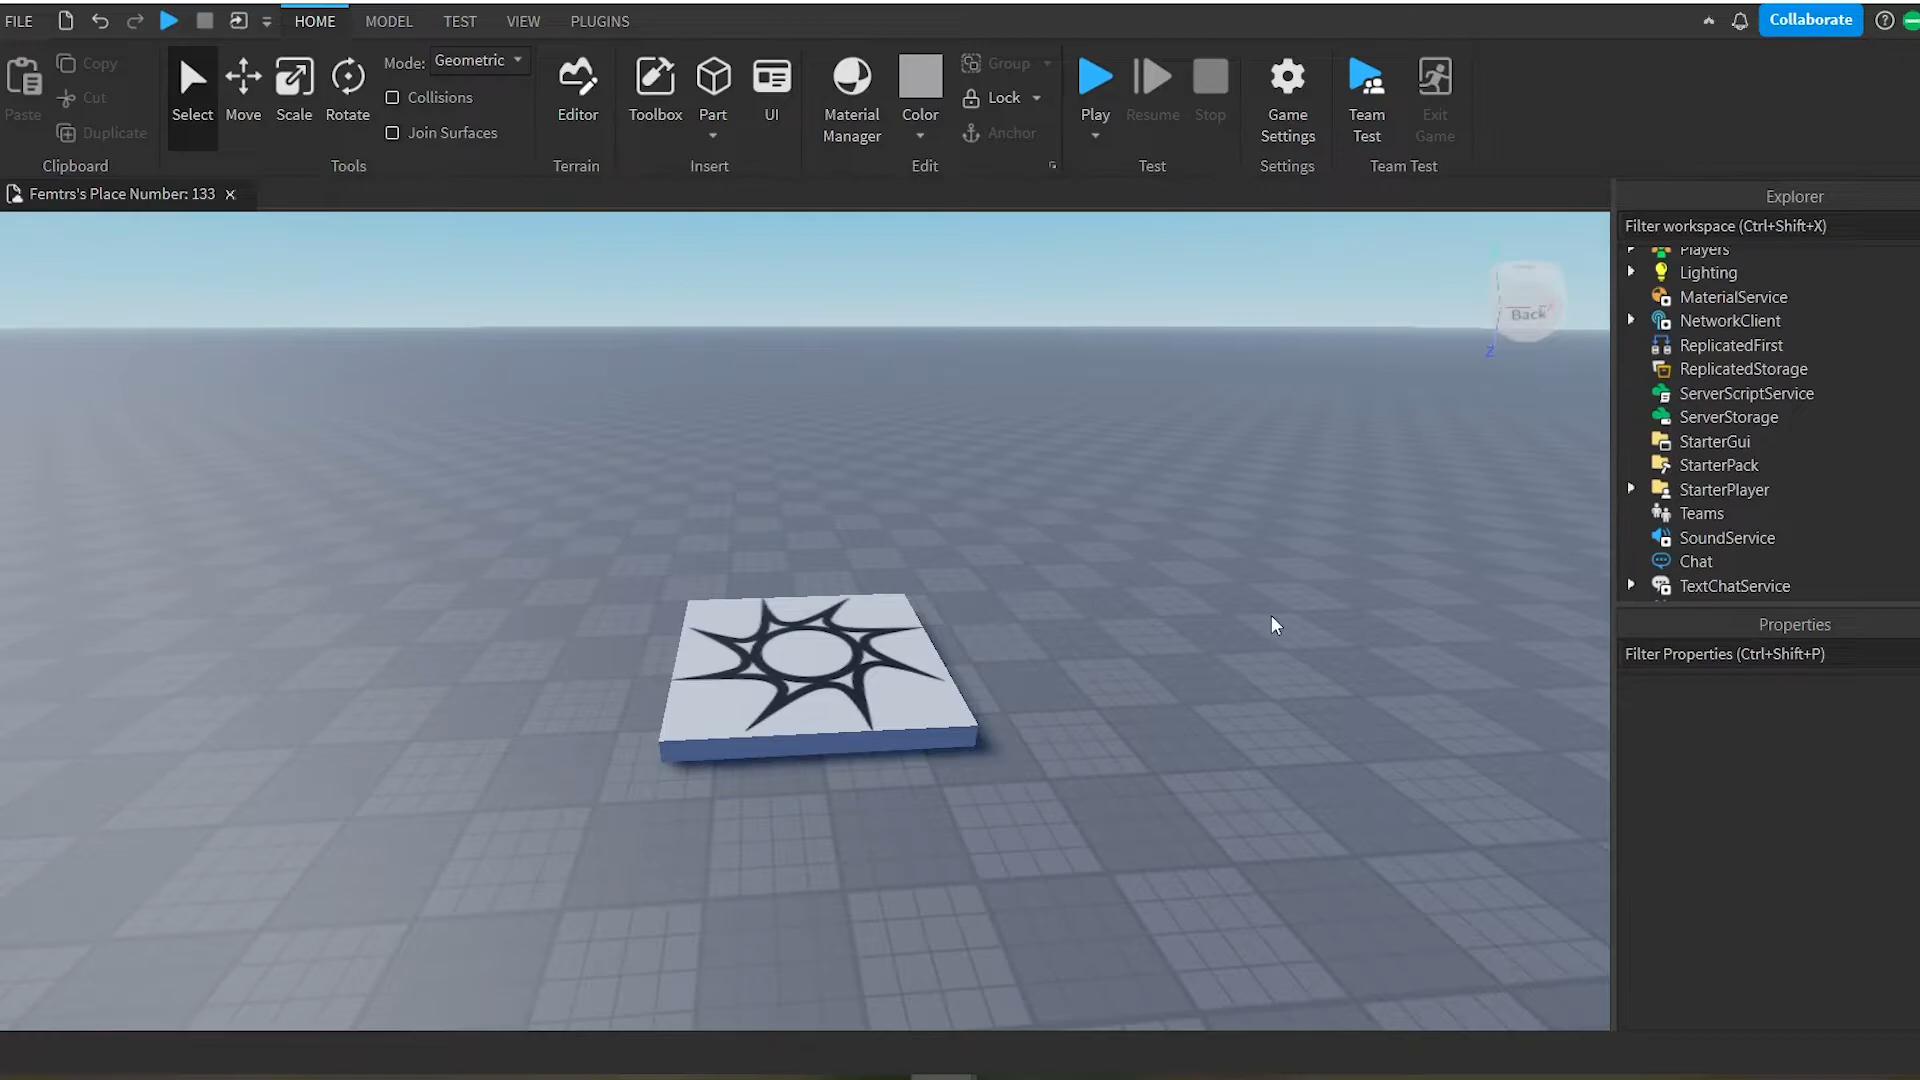 FILE HOME MODEL TEST VIEW PLUGINS Collaborate
Paste
Copy
Cut
Duplicate
Clipboard
Select Move Scale Rotate
Mode: Geometric
Collisions
Join Surfaces
Tools
Editor
Terrain
Toolbox Part UI
Insert
Material
Manager
Color
Group
Lock
Anchor
Edit
Play Resume Stop
Test
Game
Settings
Settings
Team
Test
Exit
Game
Team Test
Femtrs's Place Number: 133
Back
Z
Explorer
Filter workspace (Ctrl+Shift+X)
Players
Lighting
MaterialService
NetworkClient
ReplicatedFirst
ReplicatedStorage
ServerScriptService
ServerStorage
StarterGui
StarterPack
StarterPlayer
Teams
SoundService
Chat
TextChatService
Properties
Filter Properties (Ctrl+Shift+P)